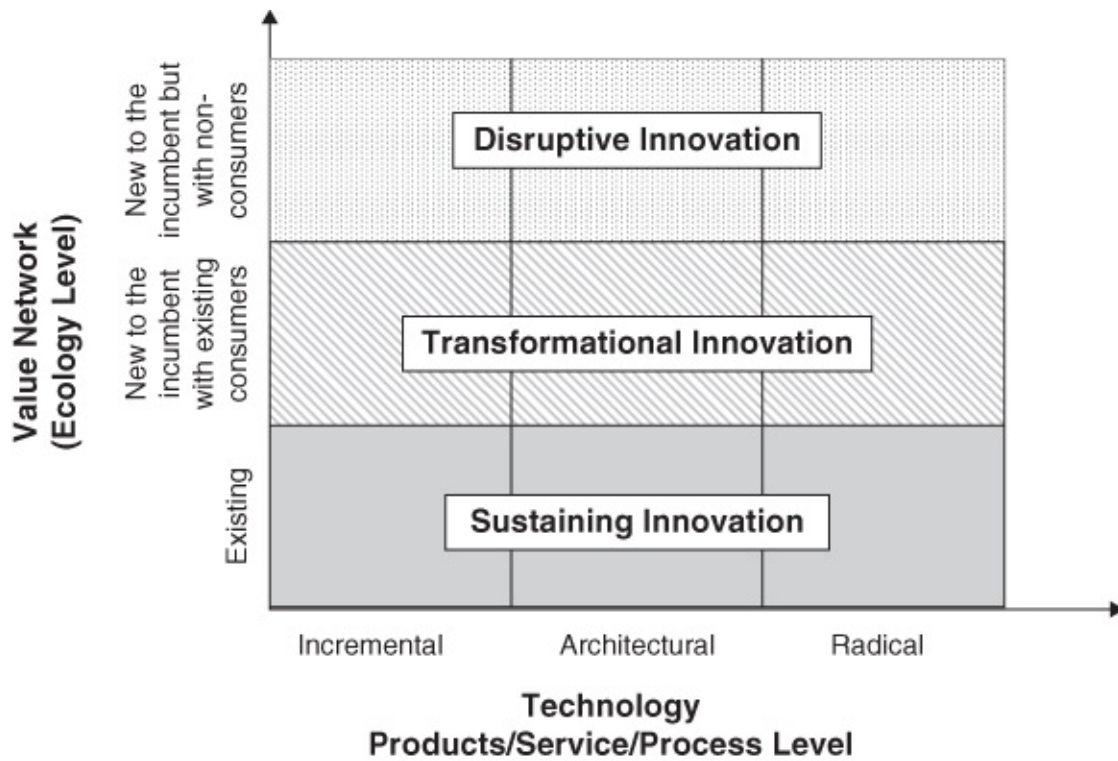 Value Network
(Ecology Level)
New to the
incumbent but
with non-
consumers
New to the
incumbent
with existing
consumers
Existing
Disruptive Innovation
Transformational Innovation
Sustaining Innovation
Incremental
Architectural
Radical
Technology
Products/Service/Process Level